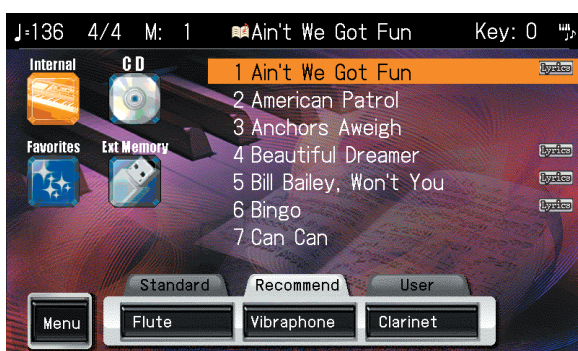 ♩=136 4/4 M: 1 Ain't We Got Fun Key: 0
Internal CD
Favorites Ext Memory
1 Ain't We Got Fun Lyrics
2 American Patrol
3 Anchors Aweigh
4 Beautiful Dreamer Lyrics
5 Bill Bailey, Won't You Lyrics
6 Bingo Lyrics
7 Can Can
Standard Recommend User
Menu Flute Vibraphone Clarinet